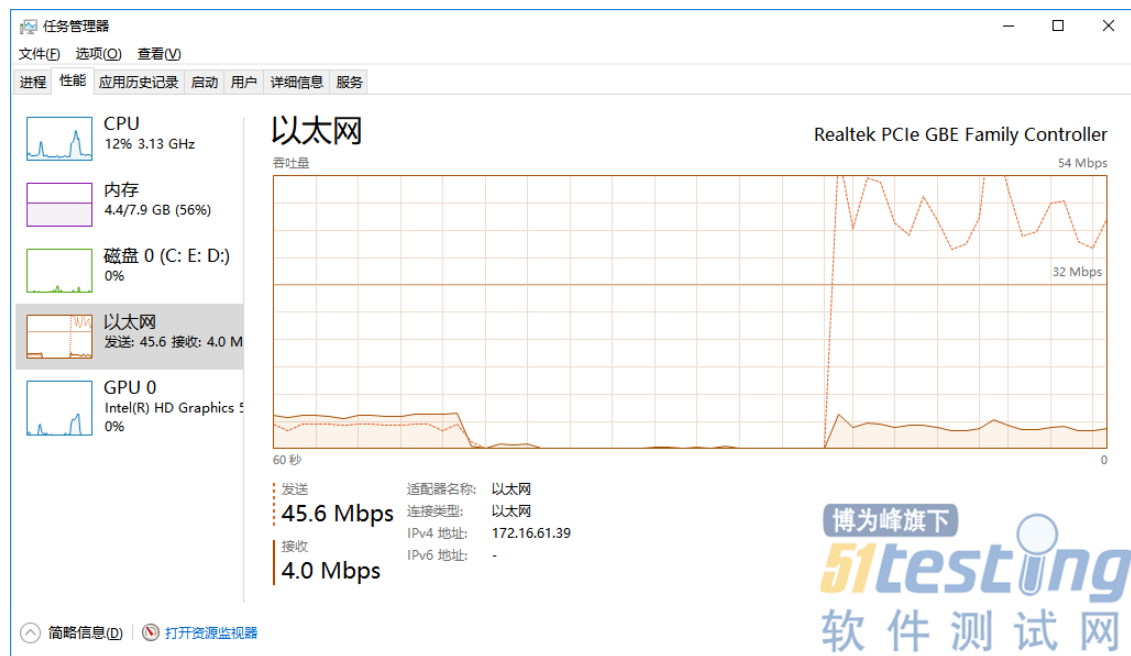 任务管理器
文件(F) 选项(O) 查看(V)
进程 性能 应用历史记录 启动 用户 详细信息 服务
CPU
12% 3.13 GHz
内存
4.4/7.9 GB (56%)
磁盘 0 (C: E: D:)
0%
以太网
发送: 45.6 接收: 4.0 M
GPU 0
Intel(R) HD Graphics 5
0%
以太网
Realtek PCIe GBE Family Controller
吞吐量
54 Mbps
32 Mbps
60 秒
0
发送
45.6 Mbps
接收
4.0 Mbps
适配器名称: 以太网
连接类型: 以太网
IPv4 地址: 172.16.61.39
IPv6 地址: -
简略信息(D)
打开资源监视器
博为峰旗下
51testing
软件测试网